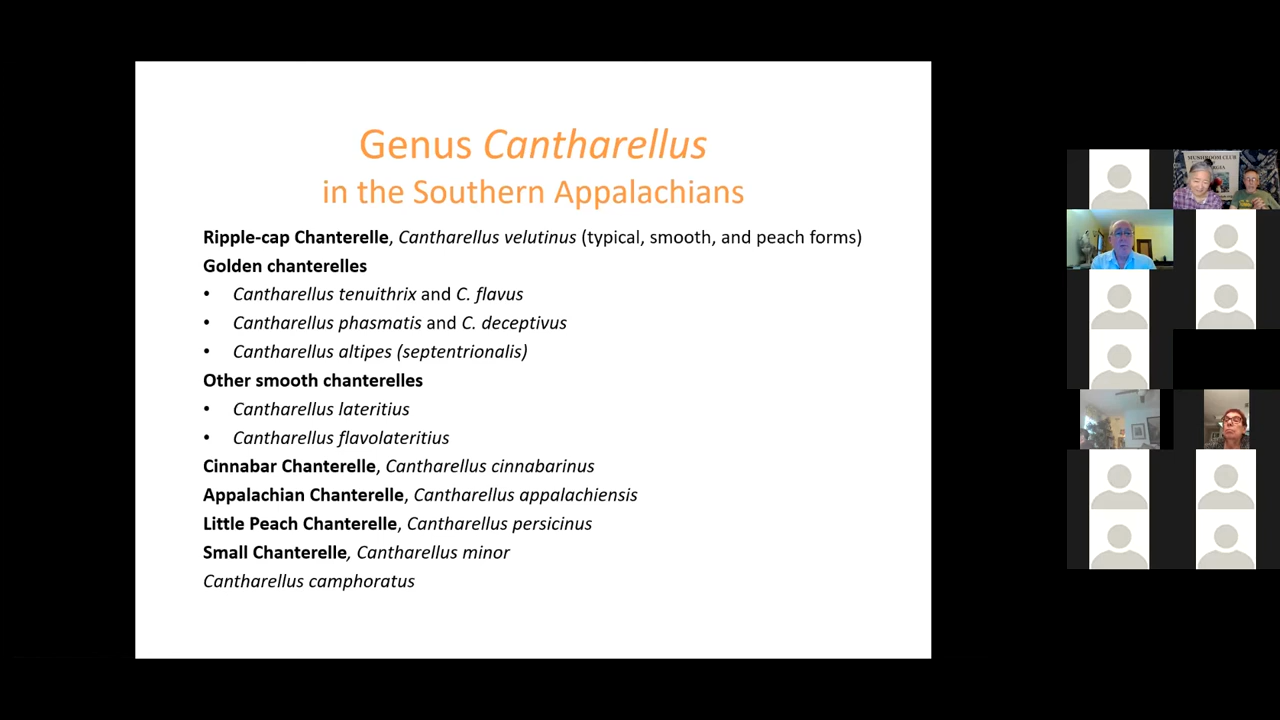 Genus Cantharellus
in the Southern Appalachians
Ripple-cap Chanterelle, Cantharellus velutinus (typical, smooth, and peach forms)
Golden chanterelles
• Cantharellus tenuithrix and C. flavus
• Cantharellus phasmatis and C. deceptivus
• Cantharellus altipes (septentrionalis)
Other smooth chanterelles
• Cantharellus lateritius
• Cantharellus flavolateritius
Cinnabar Chanterelle, Cantharellus cinnabarinus
Appalachian Chanterelle, Cantharellus appalachiensis
Little Peach Chanterelle, Cantharellus persicinus
Small Chanterelle, Cantharellus minor
Cantharellus camphoratus
MUSHROOM CLUB